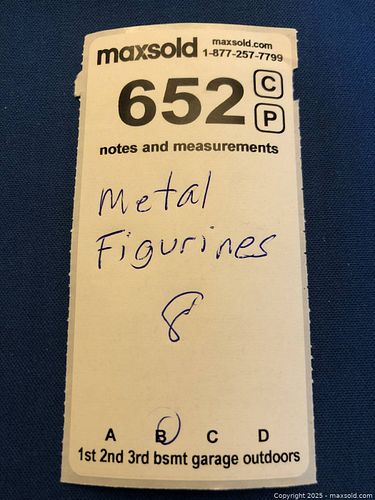 maxsold maxsold.com
1-877-257-7799
652 C
P
notes and measurements
Metal
Figurines
8
A B C D
1st 2nd 3rd bsmt garage outdoors
Copyright 2025 - maxsold.com